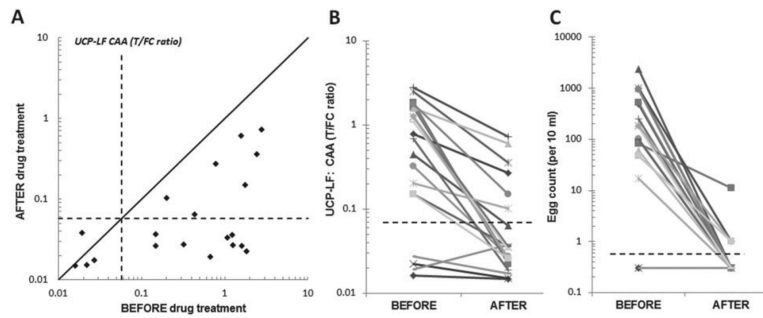 A
UCP-LF CAA (T/FC ratio)
AFTER drug treatment
10
1
0.1
0.01
0.01
0.1
1
10
BEFORE drug treatment
B
UCP-LF: CAA (T/FC ratio)
10
1
0.1
0.01
BEFORE
AFTER
C
Egg count (per 10 ml)
10000
1000
100
10
1
0.1
BEFORE
AFTER